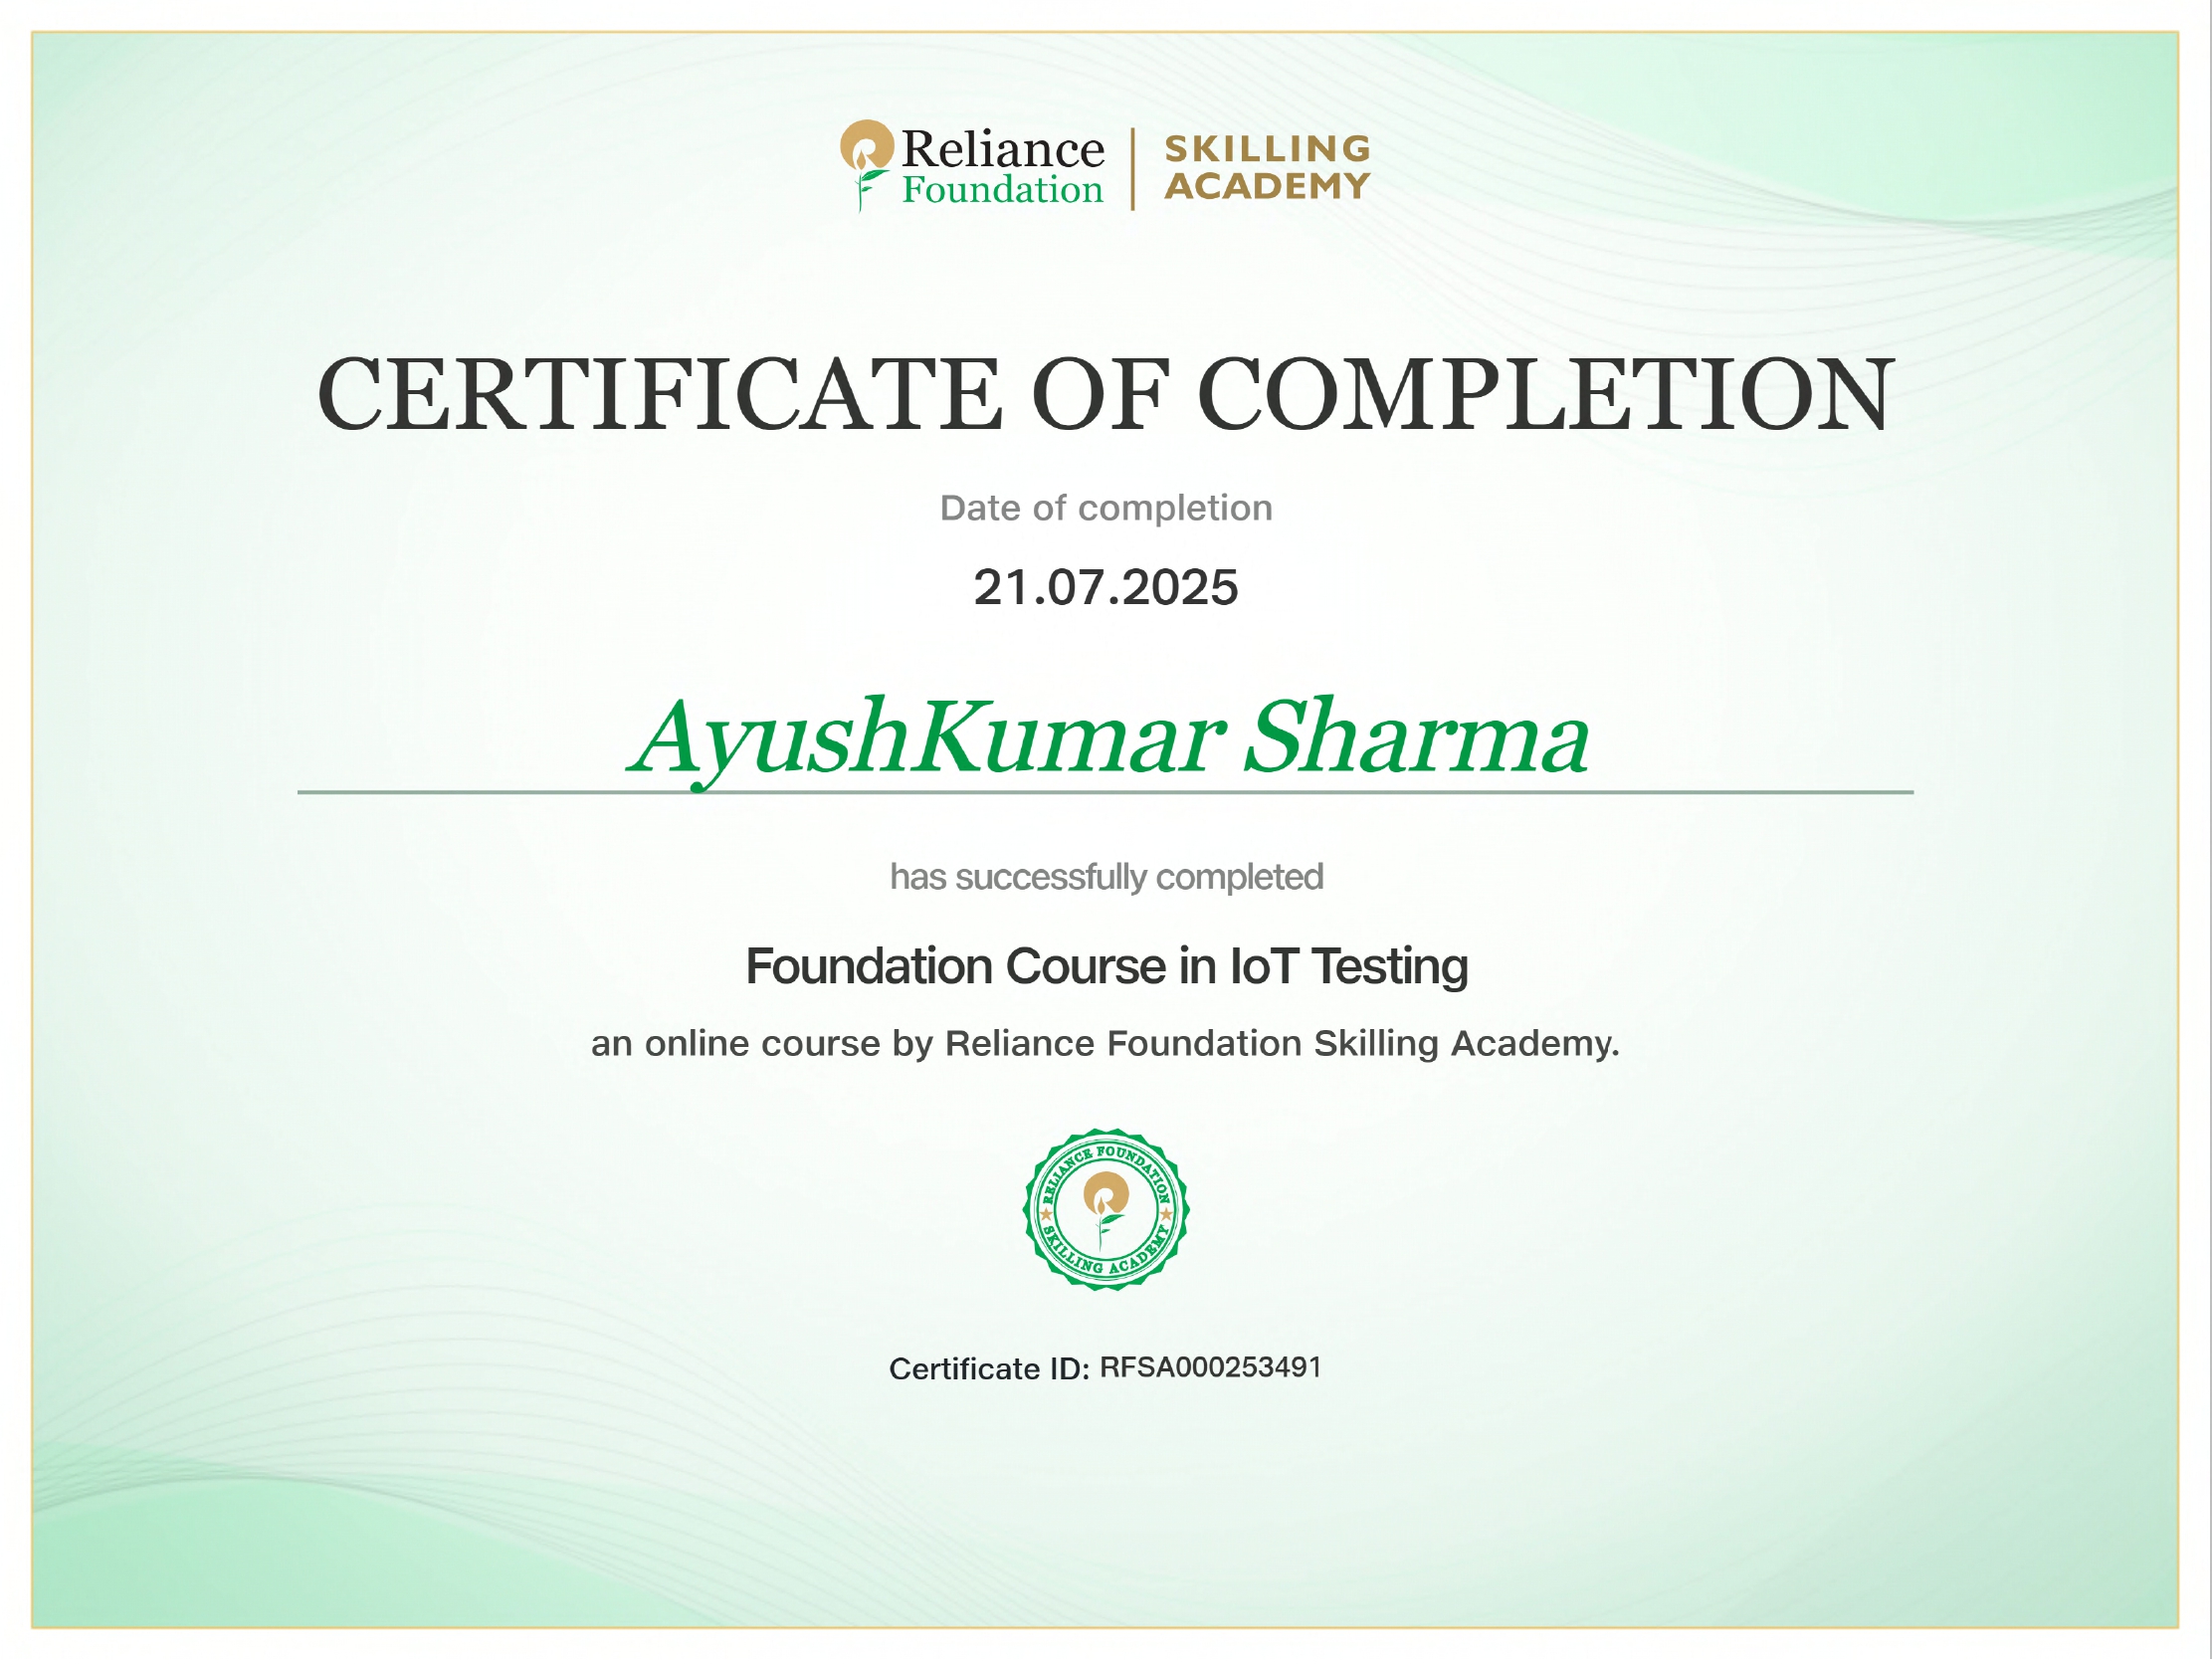 Reliance
Foundation
SKILLING
ACADEMY
CERTIFICATE OF COMPLETION
Date of completion
21.07.2025
AyushKumar Sharma
has successfully completed
Foundation Course in IoT Testing
an online course by Reliance Foundation Skilling Academy.
RELIANCE FOUNDATION
SKILLING ACADEMY
Certificate ID: RFSA000253491